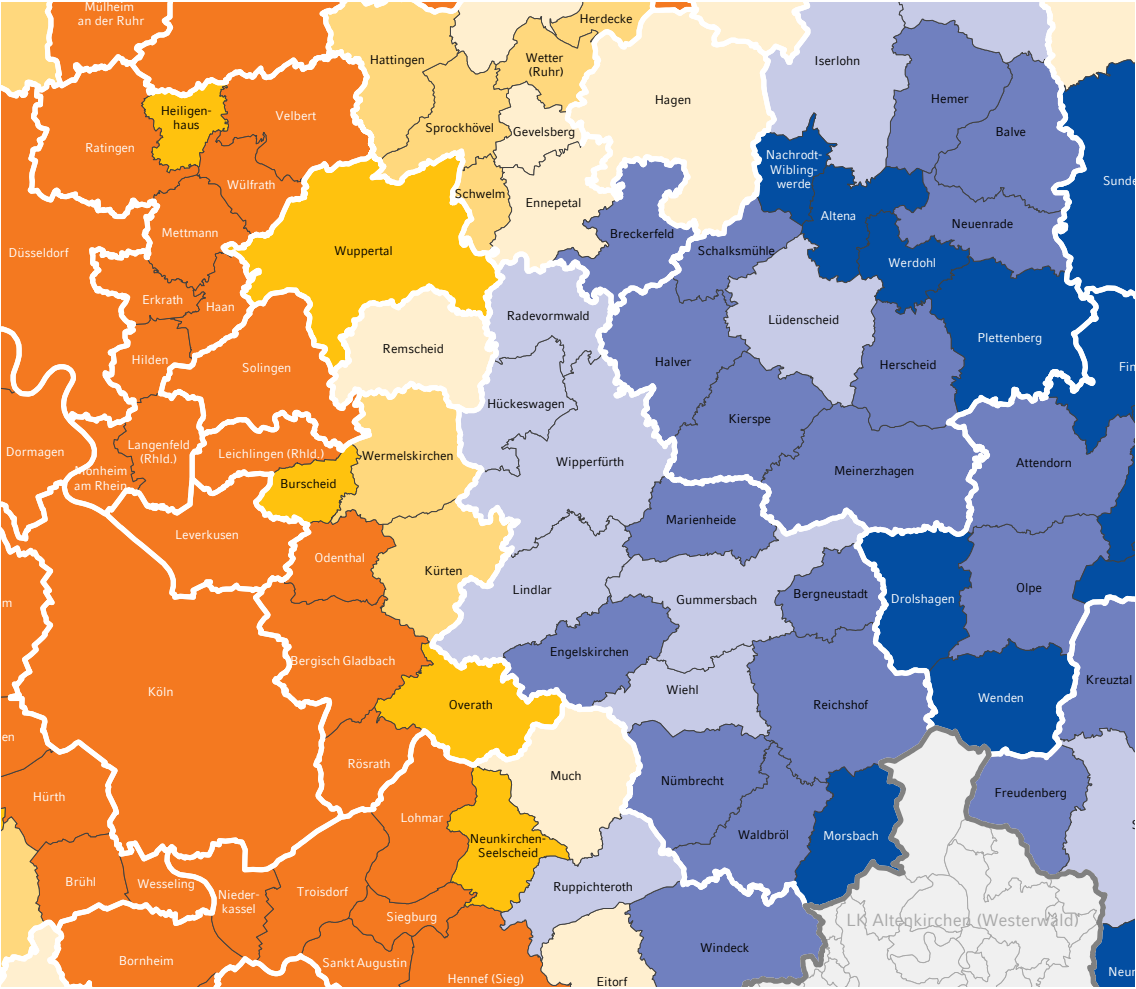 Mülheim
an der Ruhr
Herdecke
Hattingen
Wetter
(Ruhr)
Iserlohn
Hagen
Hemer
Heiligen-
haus
Velbert
Sprockhövel
Gevelsberg
Balve
Ratingen
Nachrodt-
Wibling-
werde
Wülfrath
Schwelm
Ennepetal
Altena
Neuenrade
Mettmann
Breckerfeld
Düsseldorf
Wuppertal
Schalksmühle
Werdohl
Erkrath
Haan
Radevormwald
Lüdenscheid
Plettenberg
Remscheid
Hilden
Solingen
Halver
Herscheid
Hückeswagen
Kierspe
Dormagen
Langenfeld
(Rhld.)
Leichlingen (Rhld.)
Wermelskirchen
Wipperfürth
Meinerzhagen
Attendorn
Monheim
am Rhein
Burscheid
Marienheide
Leverkusen
Odenthal
Kürten
Lindlar
Gummersbach
Bergneustadt
Drolshagen
Olpe
Engelskirchen
Bergisch Gladbach
Köln
Wiehl
Overath
Reichshof
Wenden
Kreuztal
Rösrath
Much
Nümbrecht
Hürth
Freudenberg
Lohmar
Neunkirchen-
Seelscheid
Waldbröl
Morsbach
Brühl
Wesseling
Nieder-
kassel
Troisdorf
Ruppichteroth
Siegburg
LK Altenkirchen (Westerwald)
Windeck
Bornheim
Sankt Augustin
Hennef (Sieg)
Eitorf